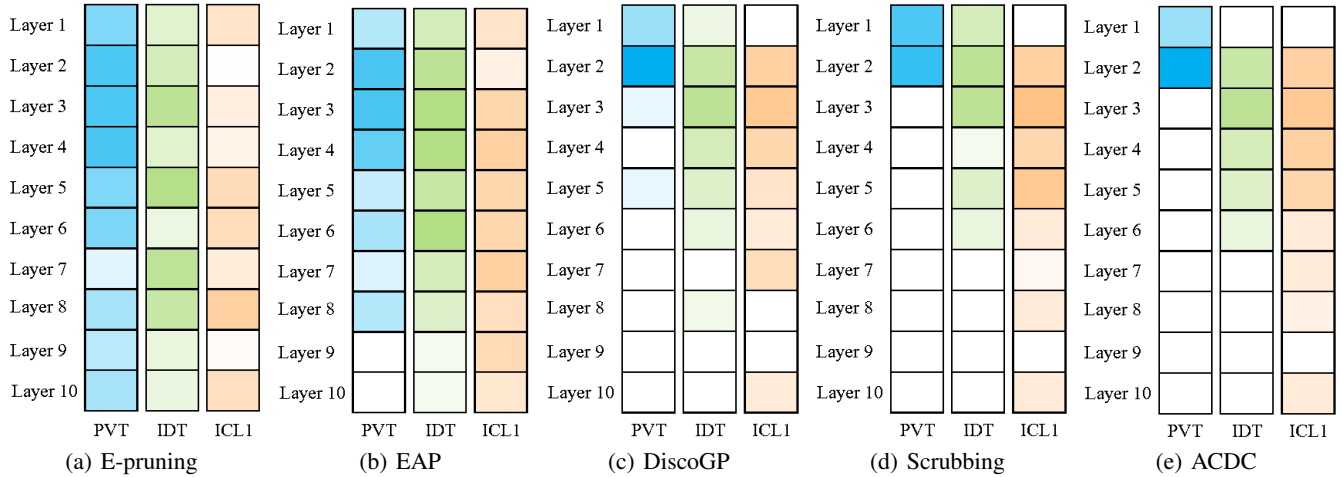 Layer 1
Layer 2
Layer 3
Layer 4
Layer 5
Layer 6
Layer 7
Layer 8
Layer 9
Layer 10
PVT IDT ICL1
(a) E-pruning
Layer 1
Layer 2
Layer 3
Layer 4
Layer 5
Layer 6
Layer 7
Layer 8
Layer 9
Layer 10
PVT IDT ICL1
(b) EAP
Layer 1
Layer 2
Layer 3
Layer 4
Layer 5
Layer 6
Layer 7
Layer 8
Layer 9
Layer 10
PVT IDT ICL1
(c) DiscoGP
Layer 1
Layer 2
Layer 3
Layer 4
Layer 5
Layer 6
Layer 7
Layer 8
Layer 9
Layer 10
PVT IDT ICL1
(d) Scrubbing
Layer 1
Layer 2
Layer 3
Layer 4
Layer 5
Layer 6
Layer 7
Layer 8
Layer 9
Layer 10
PVT IDT ICL1
(e) ACDC